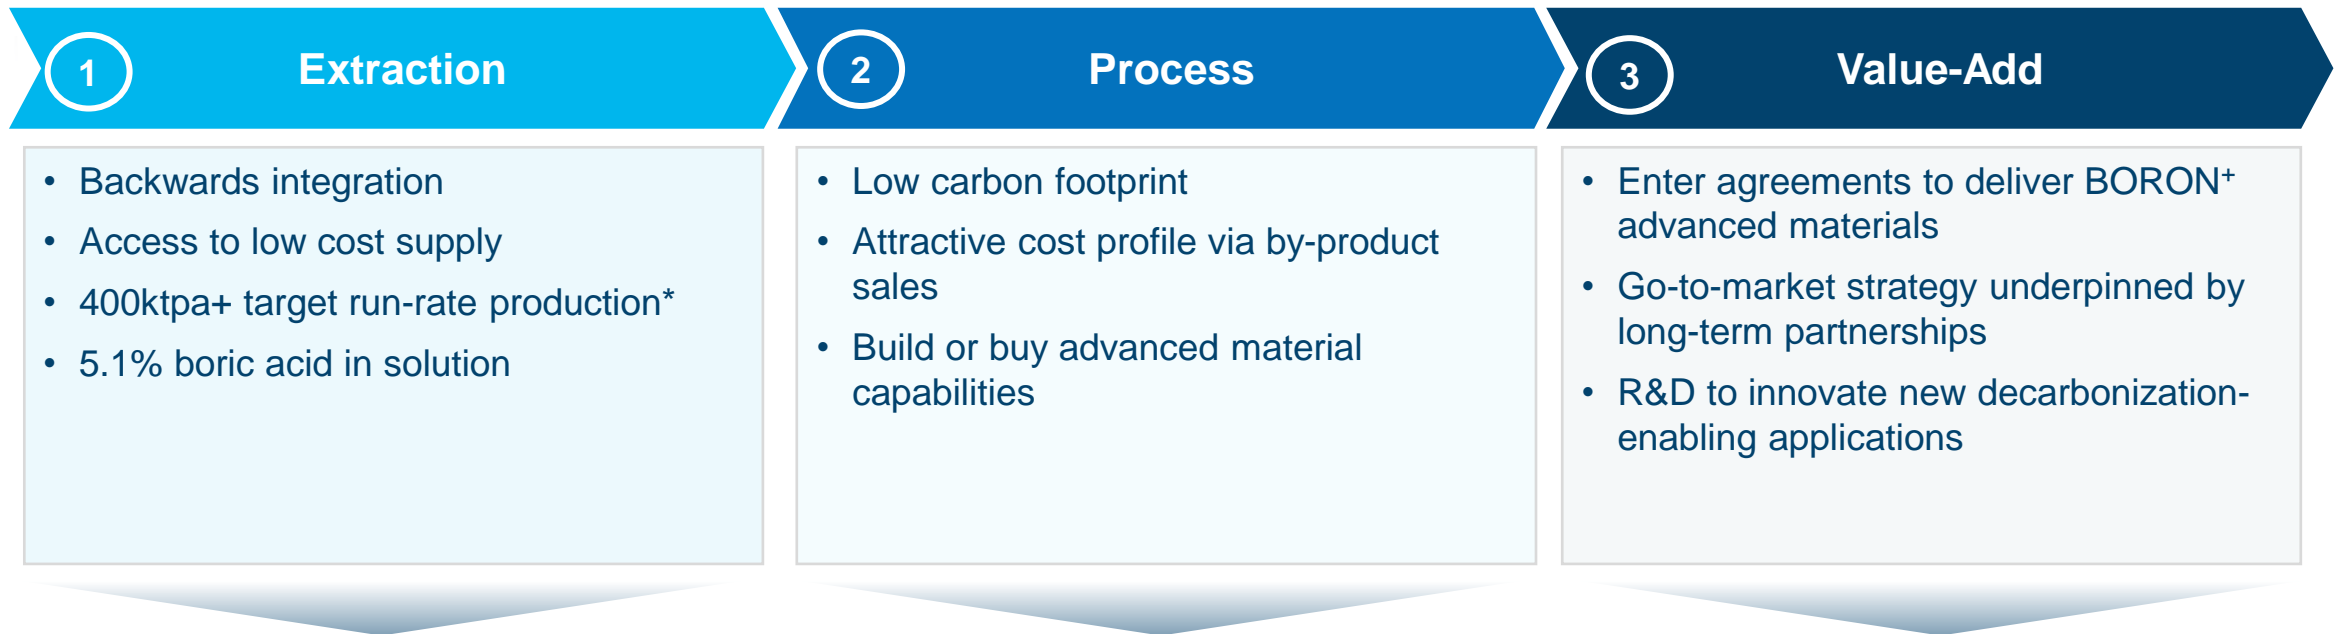 1
Extraction
• Backwards integration
• Access to low cost supply
• 400ktpa+ target run-rate production*
• 5.1% boric acid in solution
2
Process
• Low carbon footprint
• Attractive cost profile via by-product
sales
• Build or buy advanced material
capabilities
3
Value-Add
• Enter agreements to deliver BORON⁺
advanced materials
• Go-to-market strategy underpinned by
long-term partnerships
• R&D to innovate new decarbonization-
enabling applications